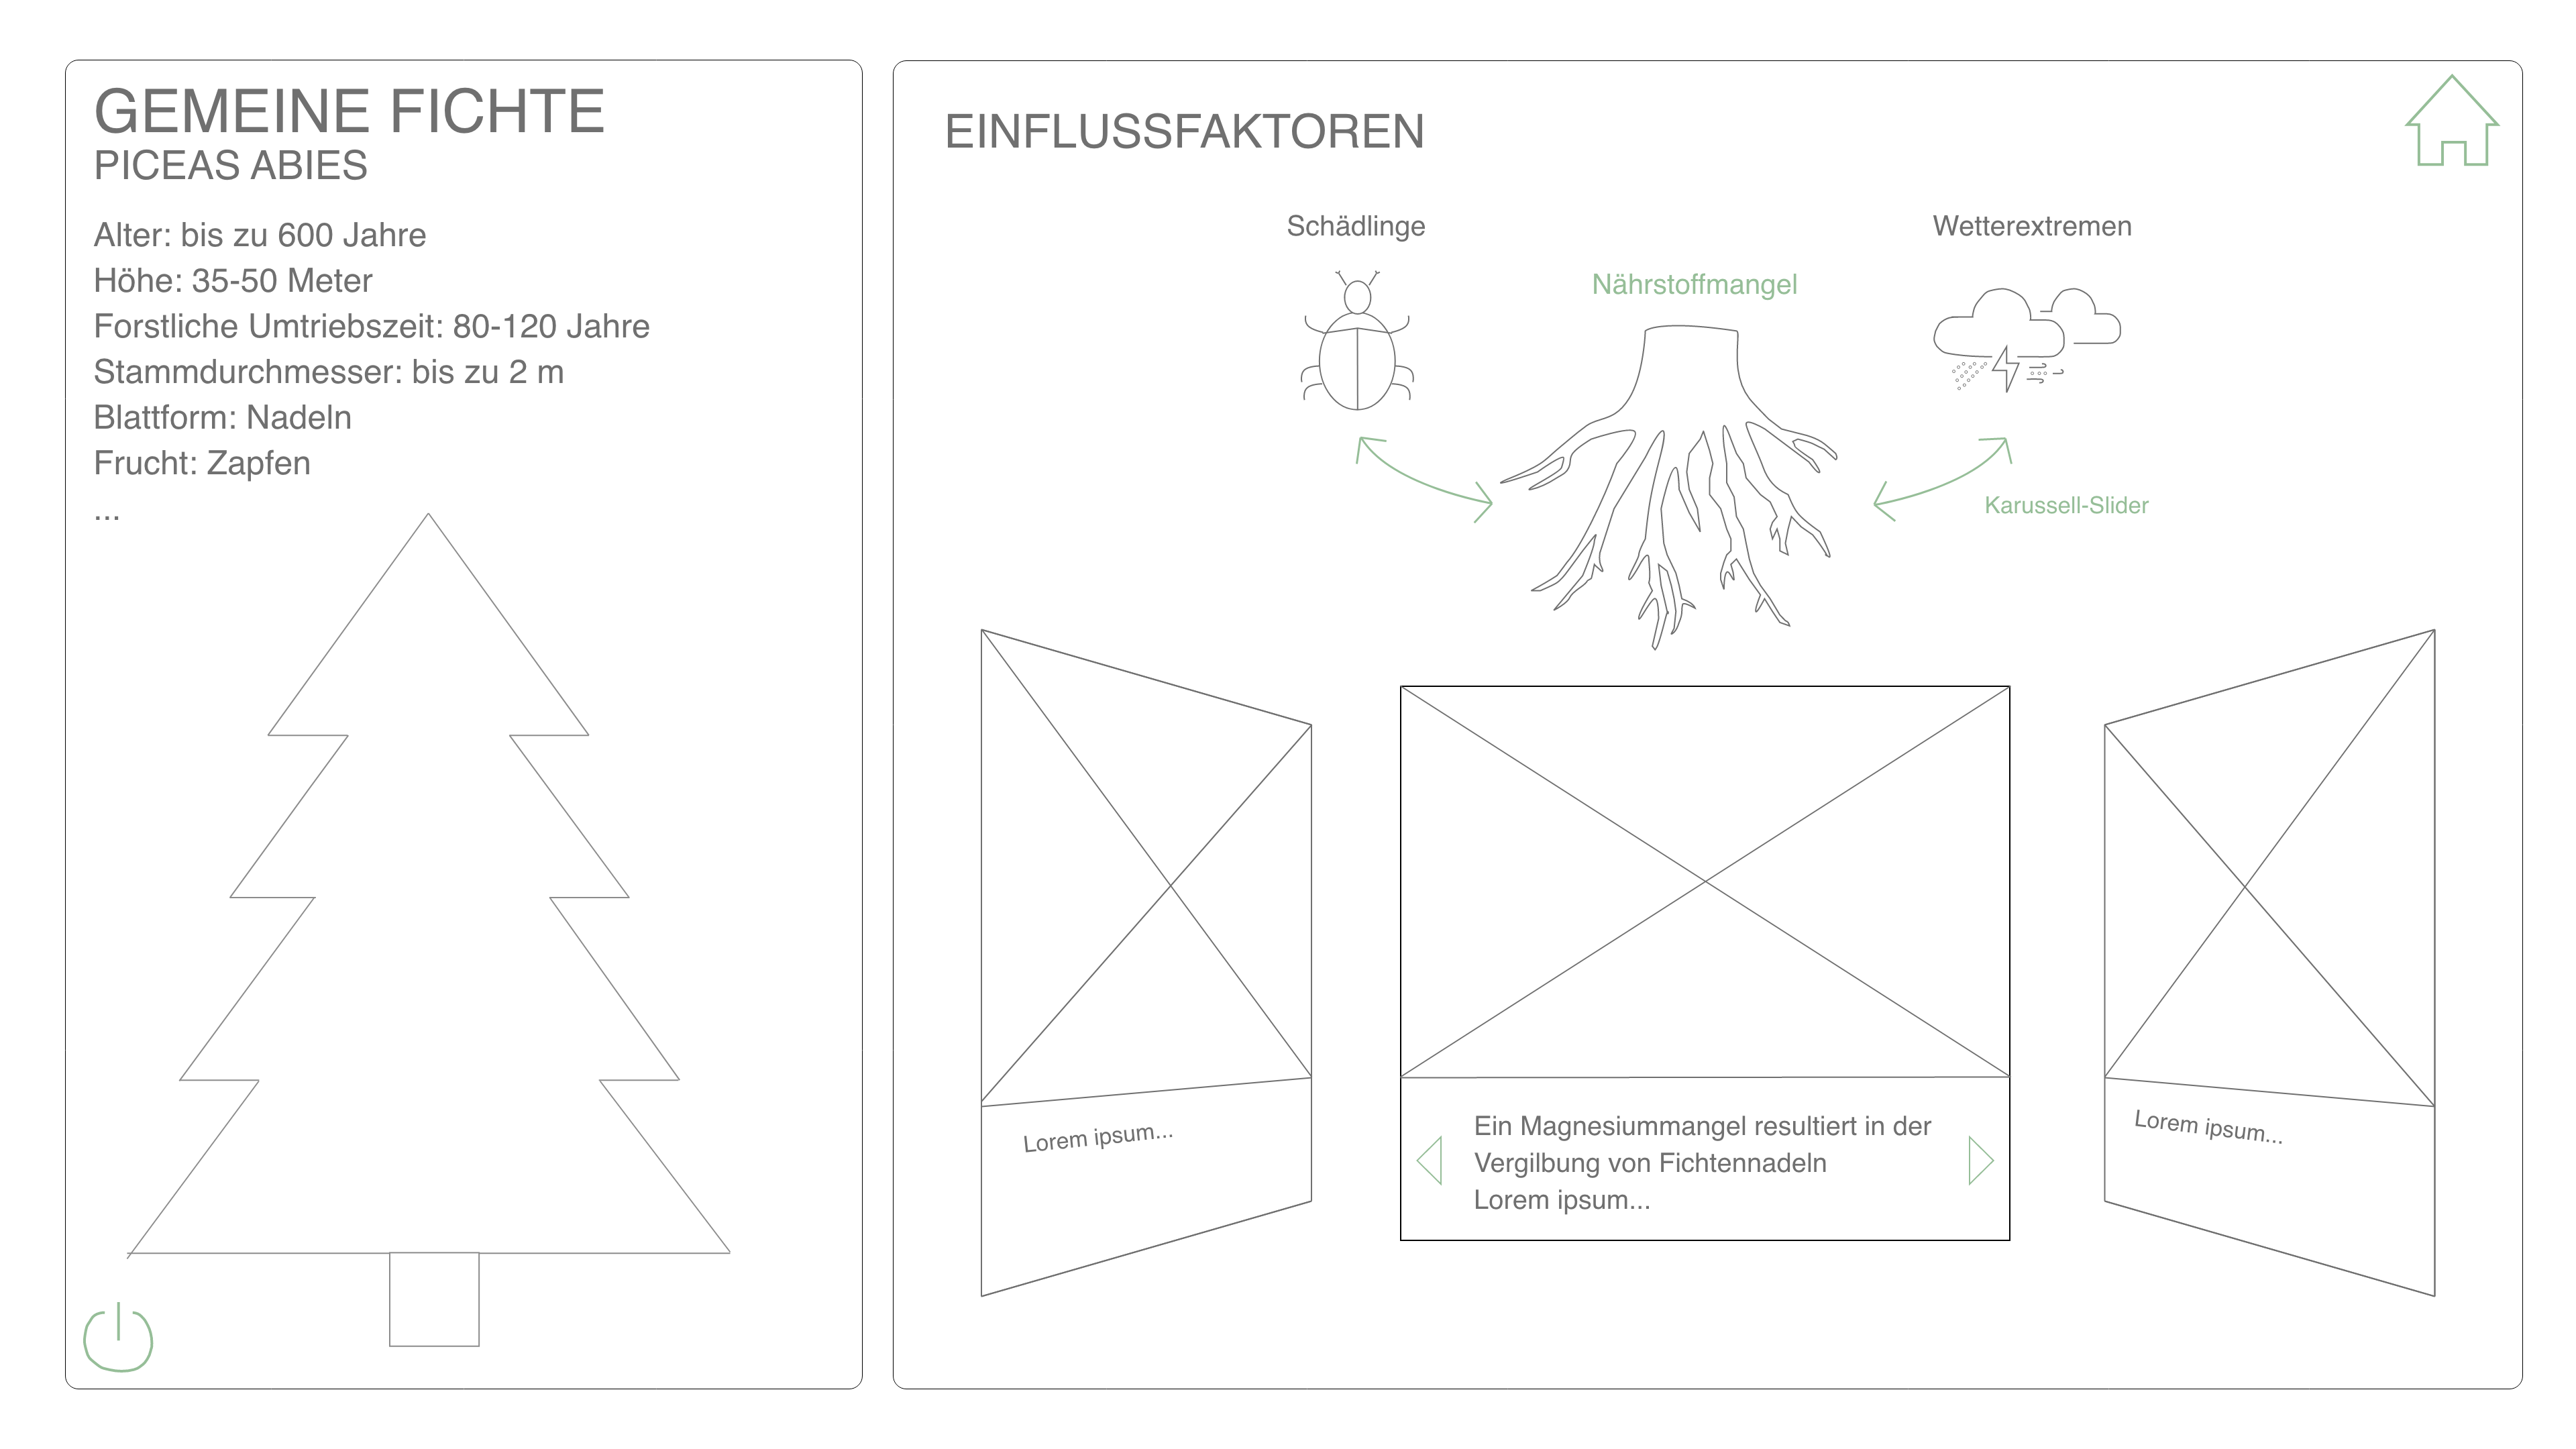 GEMEINE FICHTE
PICEAS ABIES
Alter: bis zu 600 Jahre
Höhe: 35-50 Meter
Forstliche Umtriebszeit: 80-120 Jahre
Stammdurchmesser: bis zu 2 m
Blattform: Nadeln
Frucht: Zapfen
...
EINFLUSSFAKTOREN
Schädlinge
Nährstoffmangel
Wetterextremen
Karussell-Slider
Lorem ipsum...
Ein Magnesiummangel resultiert in der
Vergilbung von Fichtennadeln
Lorem ipsum...
Lorem ipsum...